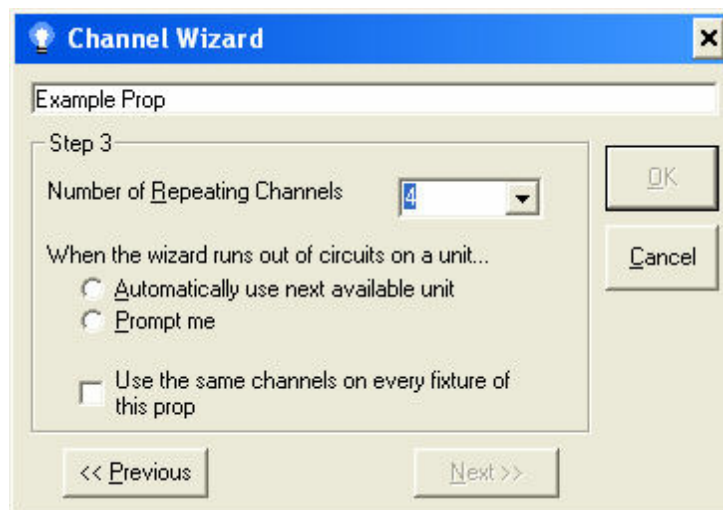 Channel Wizard
Example Prop
Step 3
Number of Repeating Channels
4
OK
Cancel
When the wizard runs out of circuits on a unit...
Automatically use next available unit
Prompt me
Use the same channels on every fixture of
this prop
<< Previous
Next >>